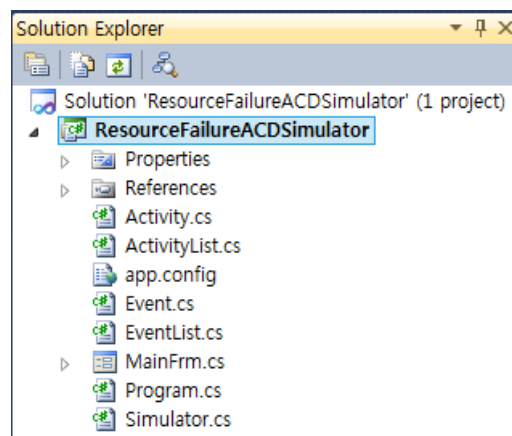 Solution Explorer
Solution 'ResourceFailureACDSimulator' (1 project)
ResourceFailureACDSimulator
Properties
References
Activity.cs
ActivityList.cs
app.config
Event.cs
EventList.cs
MainFrm.cs
Program.cs
Simulator.cs